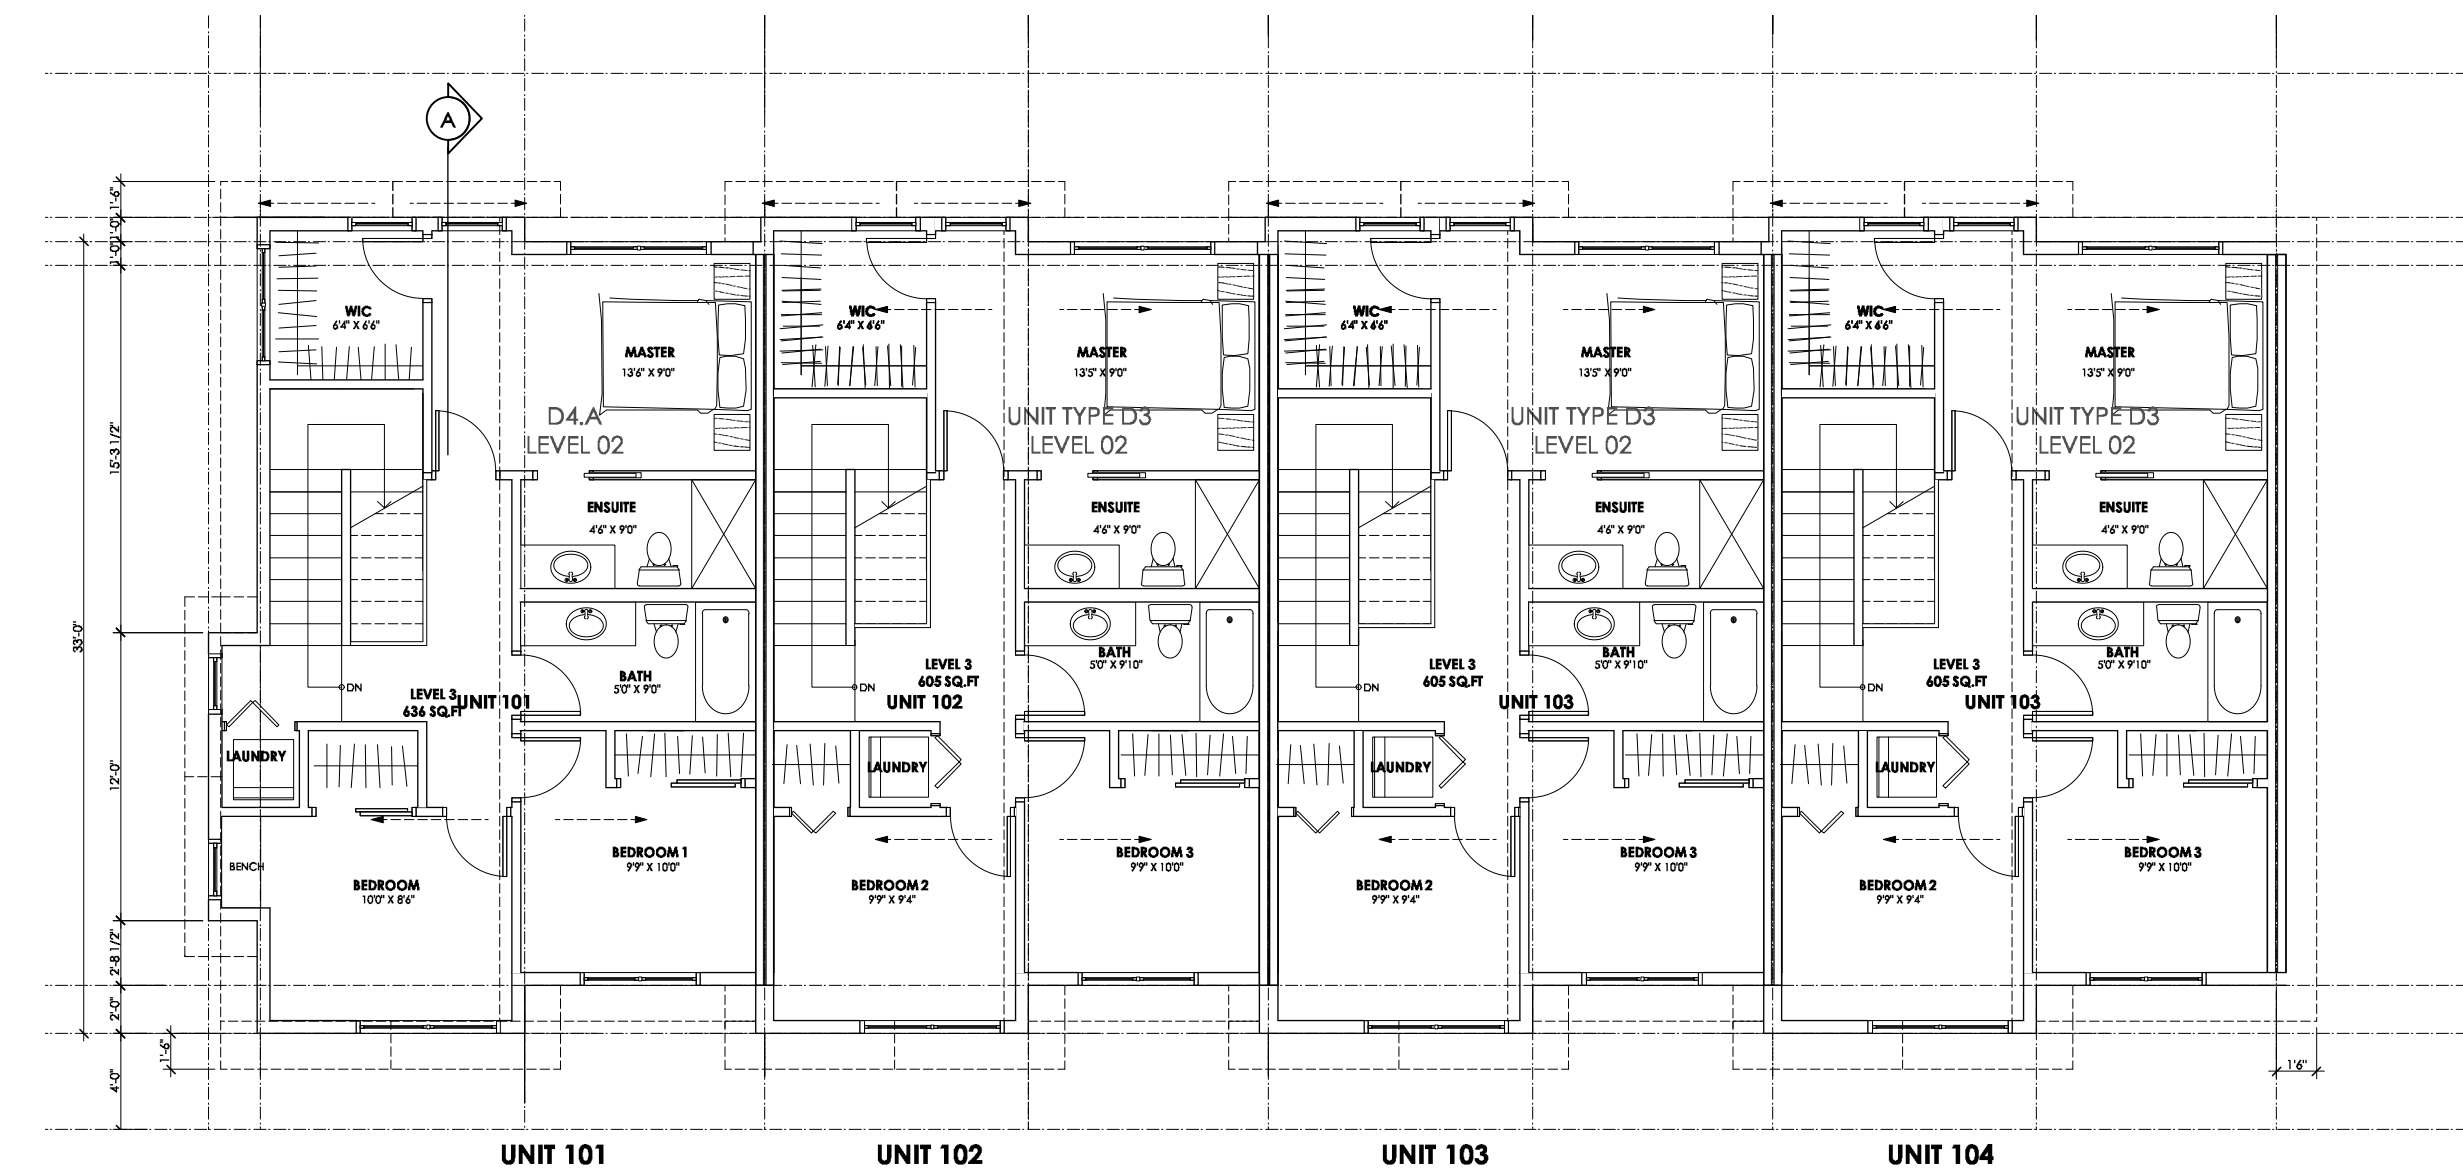 A
1'-6"
1'-0"
1'-0"
15'-3 1/2"
33'-0"
12'-0"
2'-8 1/2"
2'-0"
1'-6"
4'-0"
WIC
6'4" X 6'6"
MASTER
13'6" X 9'0"
D4.A
LEVEL 02
ENSUITE
4'6" X 9'0"
BATH
5'0" X 9'0"
DN
LEVEL 3
636 SQ.FT
UNIT 101
LAUNDRY
BENCH
BEDROOM
10'0" X 8'6"
BEDROOM 1
9'9" X 10'0"
WIC
6'4" X 6'6"
MASTER
13'5" X 9'0"
UNIT TYPE D3
LEVEL 02
ENSUITE
4'6" X 9'0"
BATH
5'0" X 9'10"
LEVEL 3
605 SQ.FT
DN
UNIT 102
LAUNDRY
BEDROOM 2
9'9" X 9'4"
BEDROOM 3
9'9" X 10'0"
WIC
6'4" X 6'6"
MASTER
13'5" X 9'0"
UNIT TYPE D3
LEVEL 02
ENSUITE
4'6" X 9'0"
BATH
5'0" X 9'10"
LEVEL 3
605 SQ.FT
DN
UNIT 103
LAUNDRY
BEDROOM 2
9'9" X 9'4"
BEDROOM 3
9'9" X 10'0"
WIC
6'4" X 6'6"
MASTER
13'5" X 9'0"
UNIT TYPE D3
LEVEL 02
ENSUITE
4'6" X 9'0"
BATH
5'0" X 9'10"
LEVEL 3
605 SQ.FT
DN
UNIT 103
LAUNDRY
BEDROOM 2
9'9" X 9'4"
BEDROOM 3
9'9" X 10'0"
1'6"
UNIT 101
UNIT 102
UNIT 103
UNIT 104